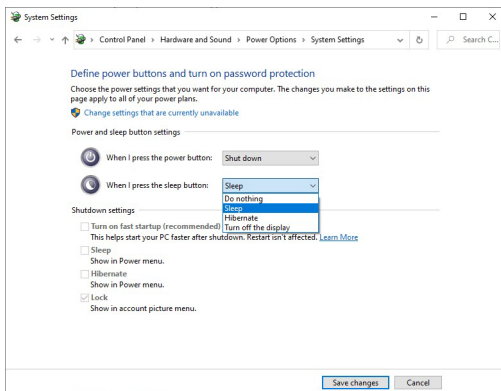 System Settings
Control Panel > Hardware and Sound > Power Options > System Settings
Search C...
Define power buttons and turn on password protection
Choose the power settings that you want for your computer. The changes you make to the settings on this
page apply to all of your power plans.
Change settings that are currently unavailable
Power and sleep button settings
When I press the power button: Shut down
When I press the sleep button: Sleep
Do nothing
Sleep
Hibernate
Turn off the display
Shutdown settings
Turn on fast startup (recommended)
This helps start your PC faster after shutdown. Restart isn't affected. Learn More
Sleep
Show in Power menu.
Hibernate
Show in Power menu.
Lock
Show in account picture menu.
Save changes Cancel